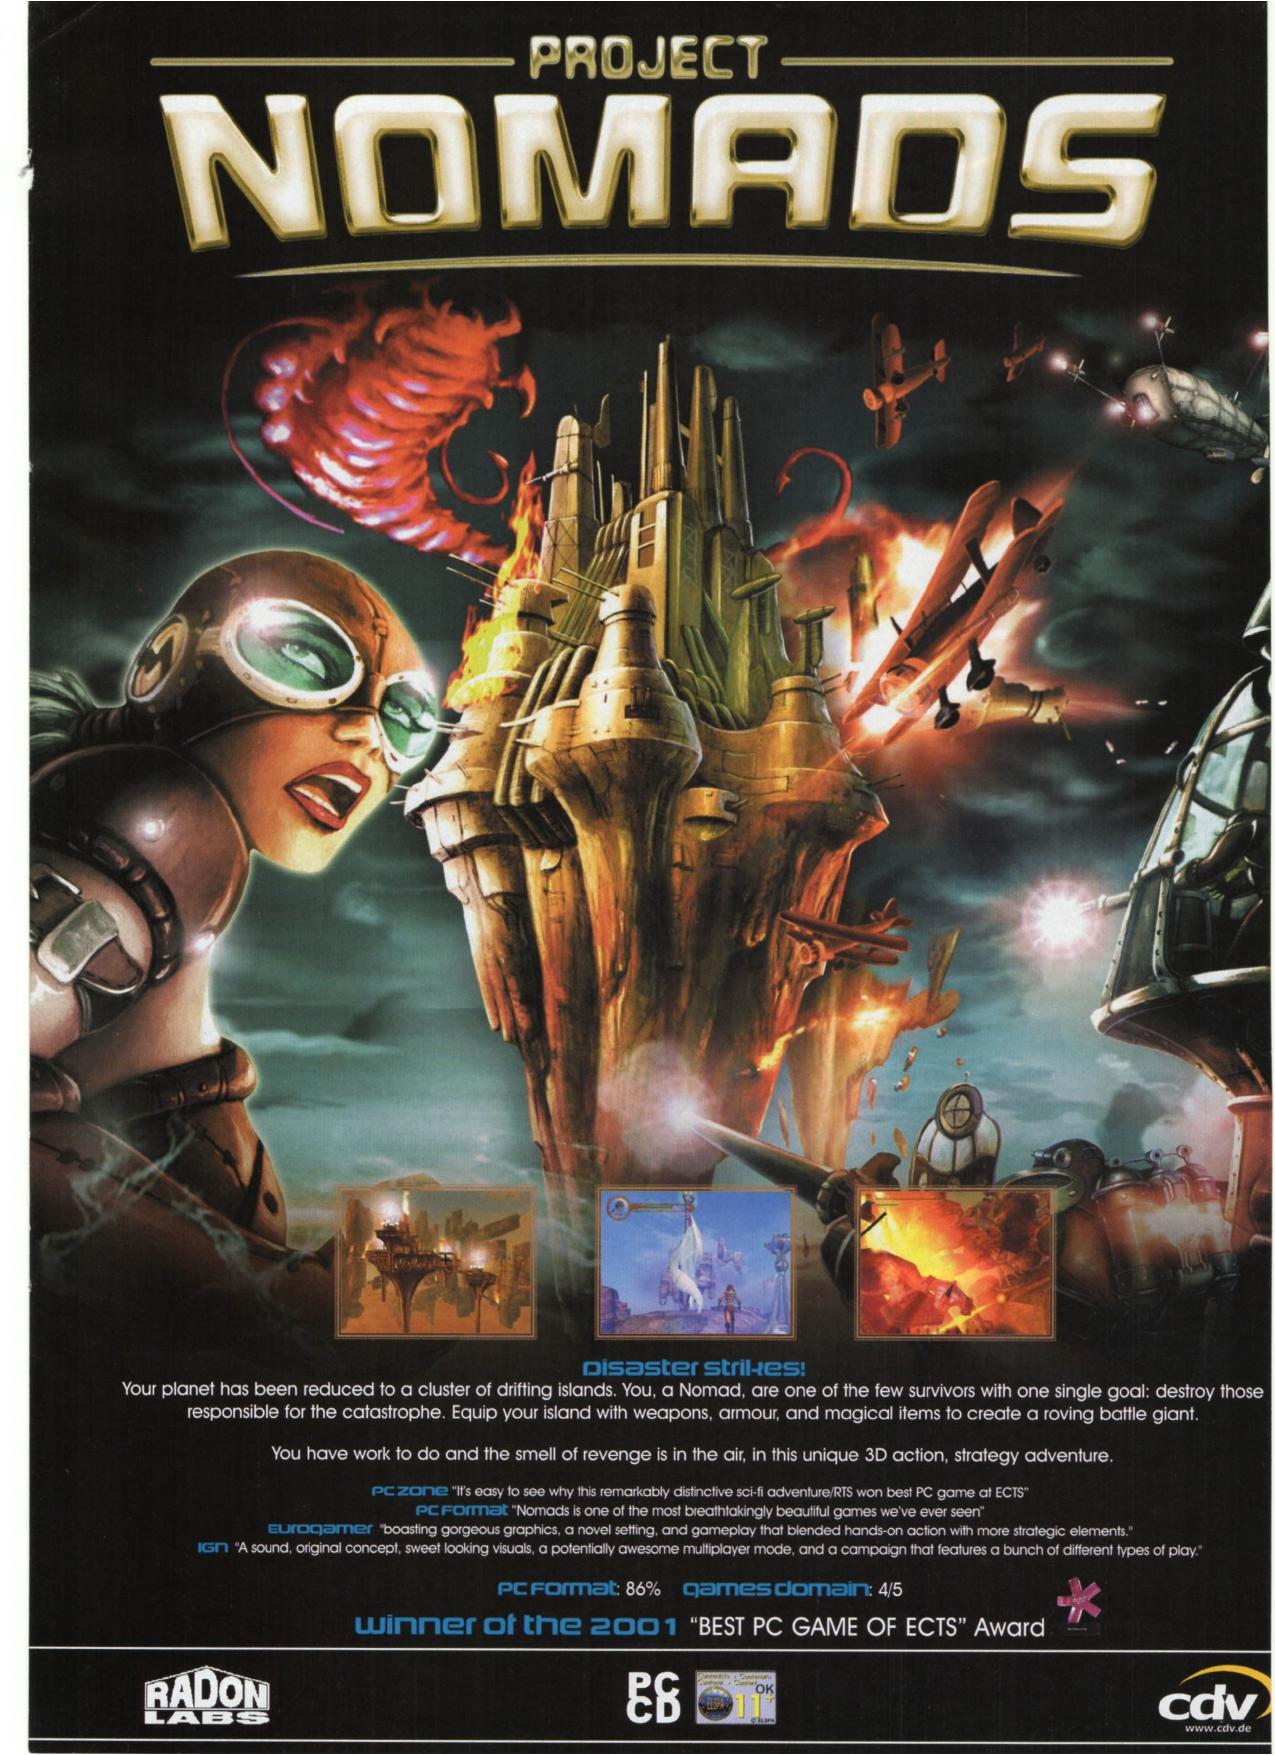 PROJECT
NOMADS
Disaster strikes!
Your planet has been reduced to a cluster of drifting islands. You, a Nomad, are one of the few survivors with one single goal: destroy those
responsible for the catastrophe. Equip your island with weapons, armour, and magical items to create a roving battle giant.
You have work to do and the smell of revenge is in the air, in this unique 3D action, strategy adventure.
PC ZONE "It's easy to see why this remarkably distinctive sci-fi adventure/RTS won best PC game at ECTS"
PC FORMAT "Nomads is one of the most breathtakingly beautiful games we've ever seen"
EUROGAMER "boasting gorgeous graphics, a novel setting, and gameplay that blended hands-on action with more strategic elements."
IGN "A sound, original concept, sweet looking visuals, a potentially awesome multiplayer mode, and a campaign that features a bunch of different types of play."
PC FORMAT: 86% games domain: 4/5
winner of the 2001 "BEST PC GAME OF ECTS" Award
RADON
LABS
PC
CD
ELSPA
11+
OK
© ELSPA
cdv
www.cdv.de